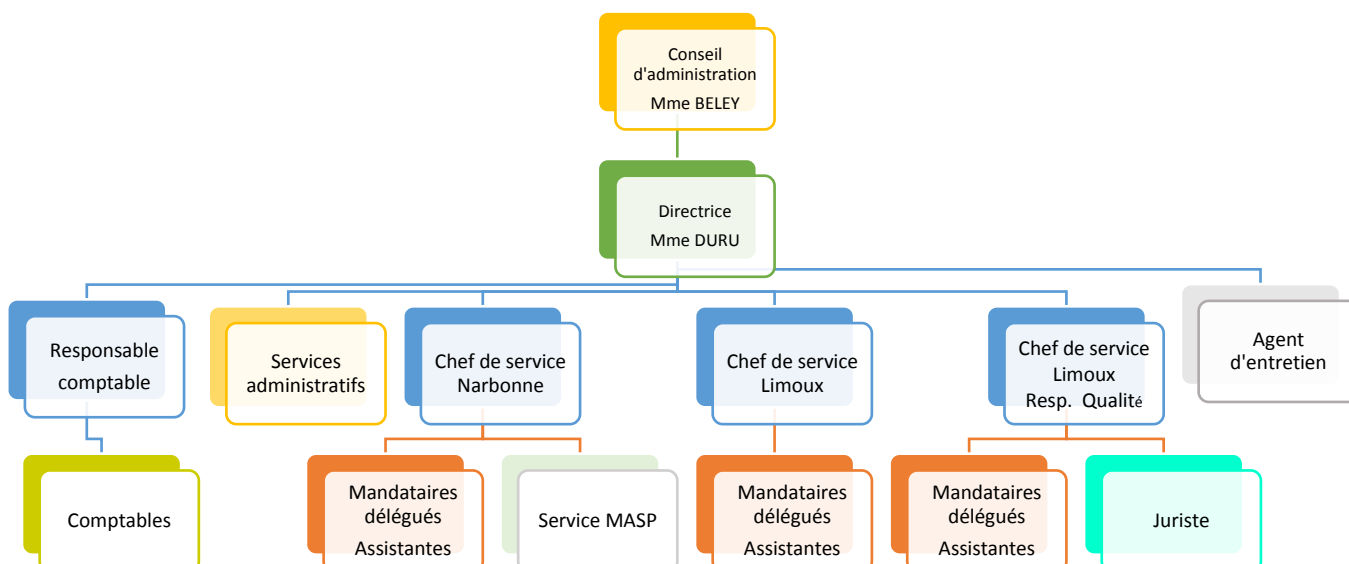 Conseil
d'administration
Mme BELEY
Directrice
Mme DURU
Responsable
comptable
Services
administratifs
Chef de service
Narbonne
Chef de service
Limoux
Chef de service
Limoux
Resp. Qualité
Agent
d'entretien
Comptables
Mandataires
délégués
Assistantes
Service MASP
Mandataires
délégués
Assistantes
Mandataires
délégués
Assistantes
Juriste